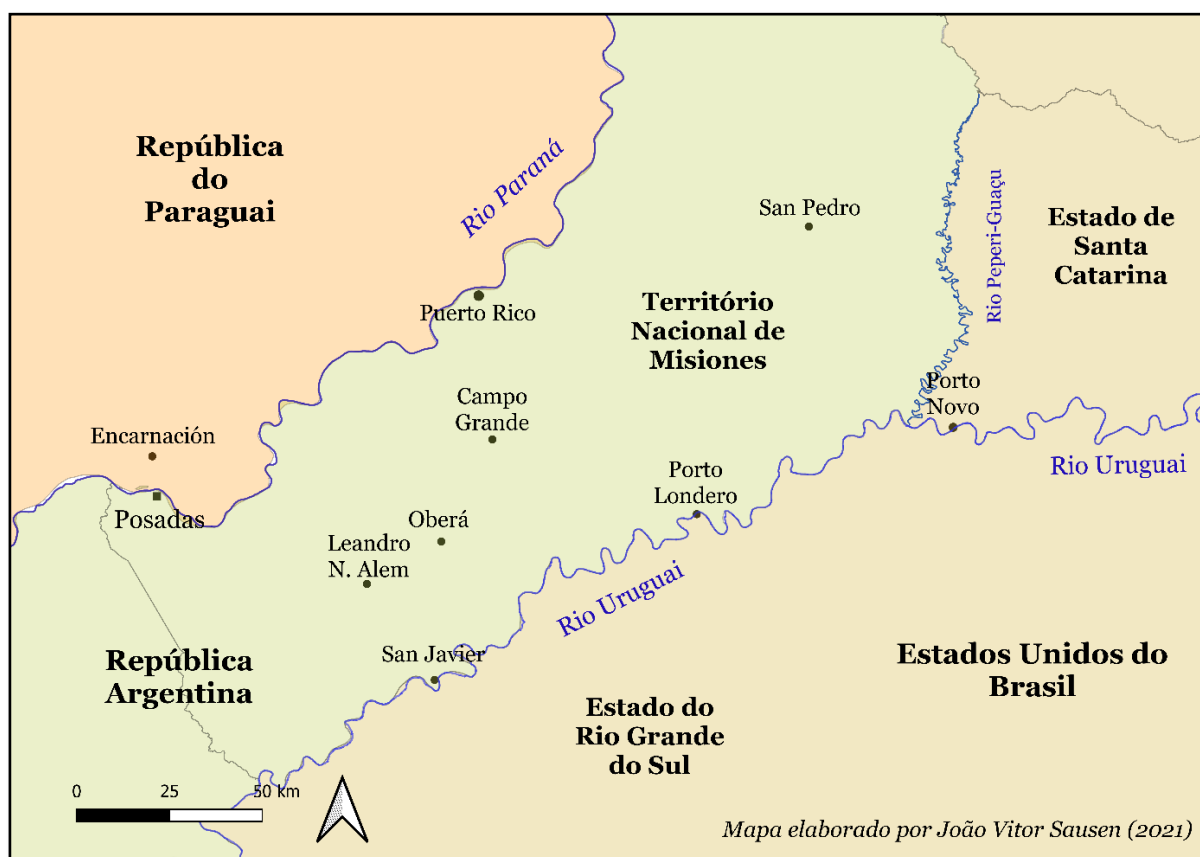 República
do
Paraguai
Rio Paraná
San Pedro
Rio Peperi-Guaçu
Estado de
Santa
Catarina
Puerto Rico
Território
Nacional de
Misiones
Campo
Grande
Porto
Novo
Encarnación
Rio Uruguai
Porto
Londero
Posadas
Oberá
Leandro
N. Alem
Rio Uruguai
San Javier
República
Argentina
Estados Unidos do
Brasil
Estado do
Rio Grande
do Sul
0 25 50 km
Mapa elaborado por João Vitor Sausen (2021)